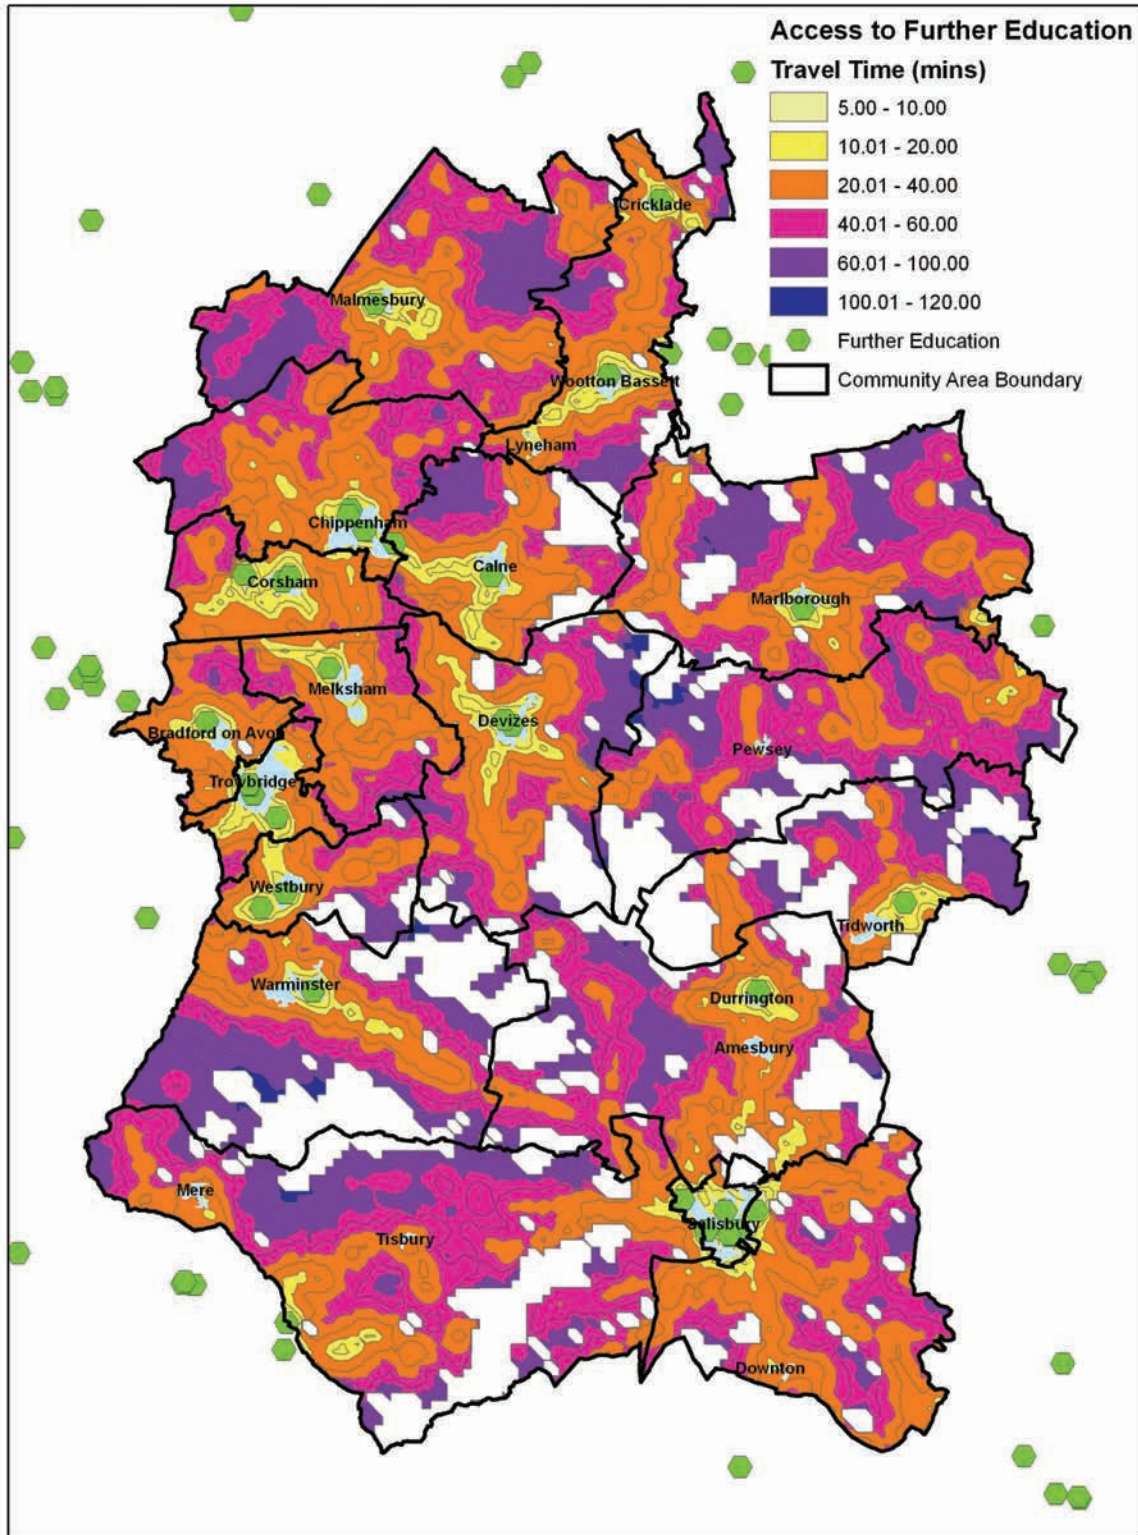 Access to Further Education
Travel Time (mins)
5.00 - 10.00
10.01 - 20.00
20.01 - 40.00
40.01 - 60.00
60.01 - 100.00
100.01 - 120.00
Further Education
Community Area Boundary
Cricklade
Malmesbury
Wootton Bassett
Lyneham
Chippenham
Calne
Corsham
Marlborough
Melksham
Devizes
Bradford on Avon
Pewsey
Trowbridge
Westbury
Tidworth
Warminster
Durrington
Amesbury
Mere
Salisbury
Tisbury
Downton